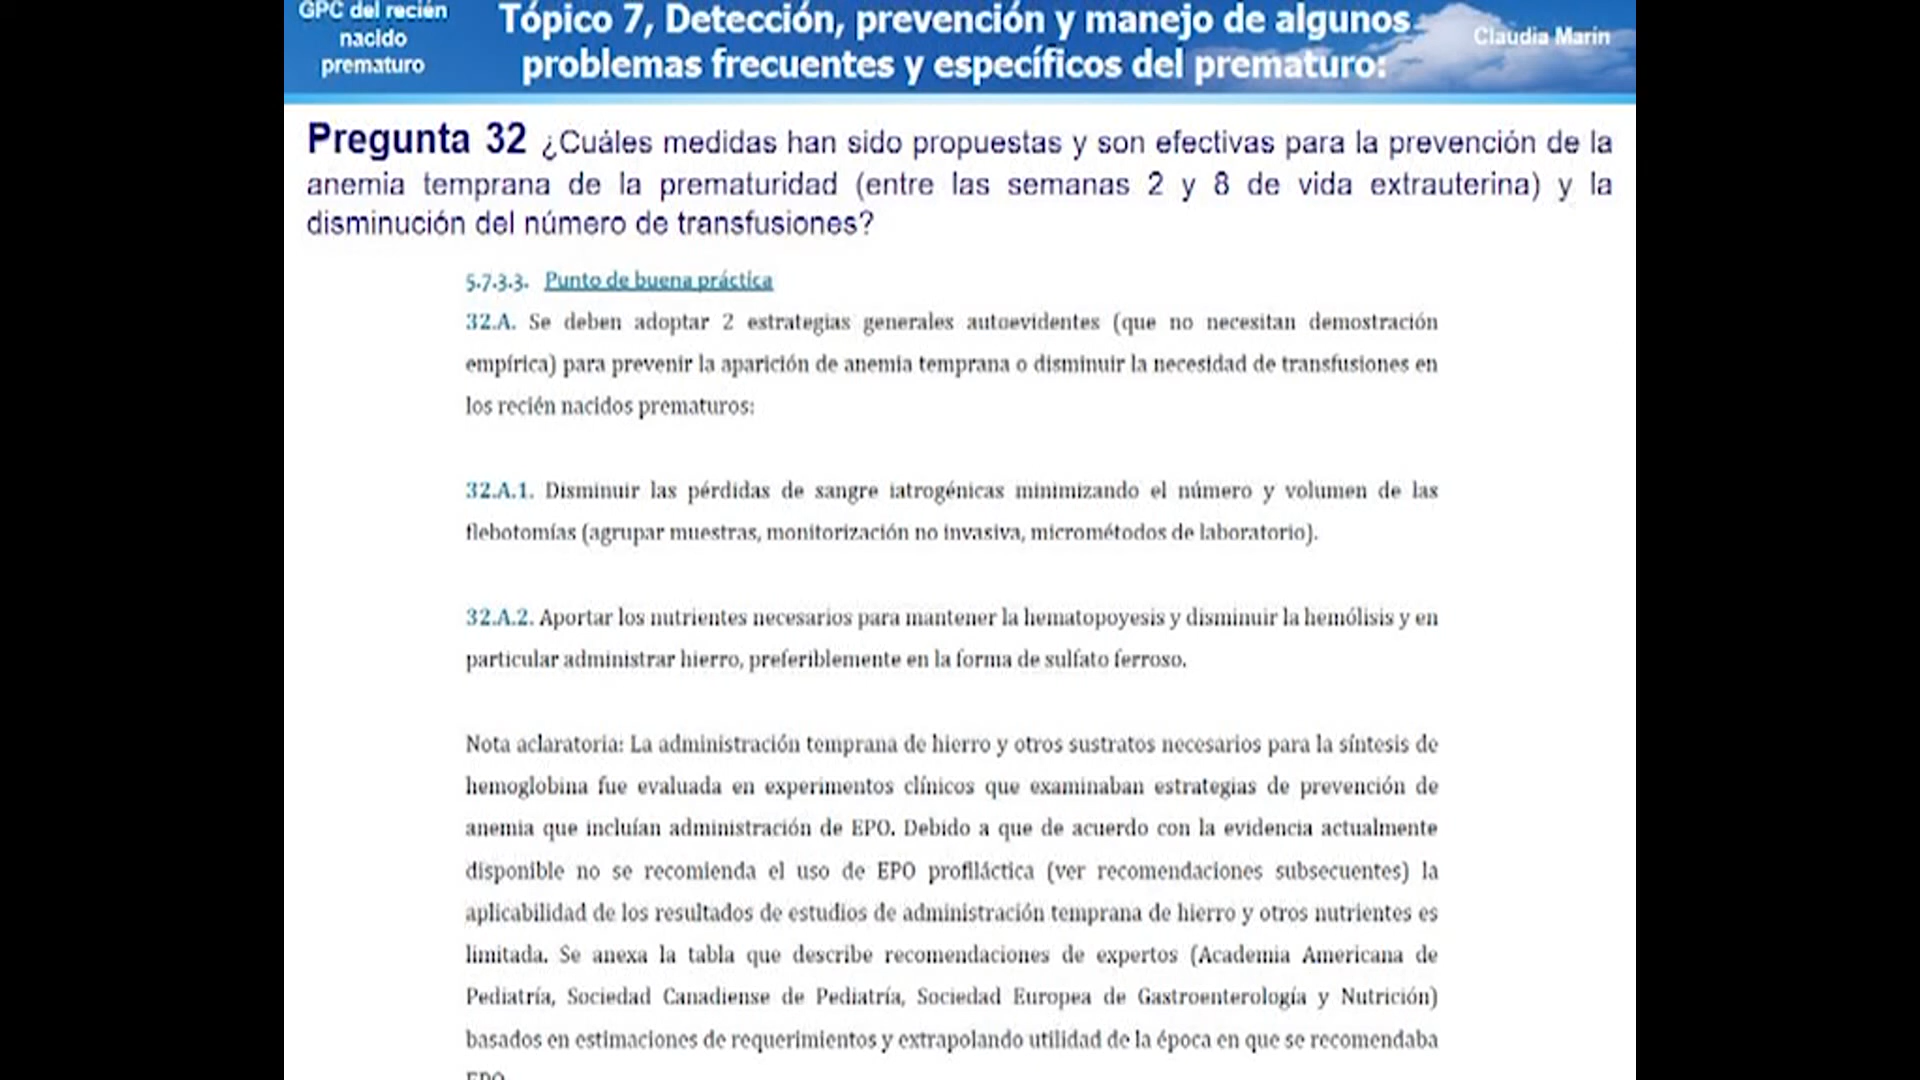 GPC del recién
nacido
prematuro
Tópico 7, Detección, prevención y manejo de algunos
problemas frecuentes y específicos del prematuro:
Claudia Marin
Pregunta 32 ¿Cuáles medidas han sido propuestas y son efectivas para la prevención de la
anemia temprana de la prematuridad (entre las semanas 2 y 8 de vida extrauterina) y la
disminución del número de transfusiones?
5.7.3.3. Punto de buena práctica
32.A. Se deben adoptar 2 estrategias generales autoevidentes (que no necesitan demostración
empírica) para prevenir la aparición de anemia temprana o disminuir la necesidad de transfusiones en
los recién nacidos prematuros:
32.A.1. Disminuir las pérdidas de sangre iatrogénicas minimizando el número y volumen de las
flebotomías (agrupar muestras, monitorización no invasiva, micrométodos de laboratorio).
32.A.2. Aportar los nutrientes necesarios para mantener la hematopoyesis y disminuir la hemólisis y en
particular administrar hierro, preferiblemente en la forma de sulfato ferroso.
Nota aclaratoria: La administración temprana de hierro y otros sustratos necesarios para la síntesis de
hemoglobina fue evaluada en experimentos clínicos que examinaban estrategias de prevención de
anemia que incluían administración de EPO. Debido a que de acuerdo con la evidencia actualmente
disponible no se recomienda el uso de EPO profiláctica (ver recomendaciones subsecuentes) la
aplicabilidad de los resultados de estudios de administración temprana de hierro y otros nutrientes es
limitada. Se anexa la tabla que describe recomendaciones de expertos (Academia Americana de
Pediatría, Sociedad Canadiense de Pediatría, Sociedad Europea de Gastroenterología y Nutrición)
basados en estimaciones de requerimientos y extrapolando utilidad de la época en que se recomendaba
EPO